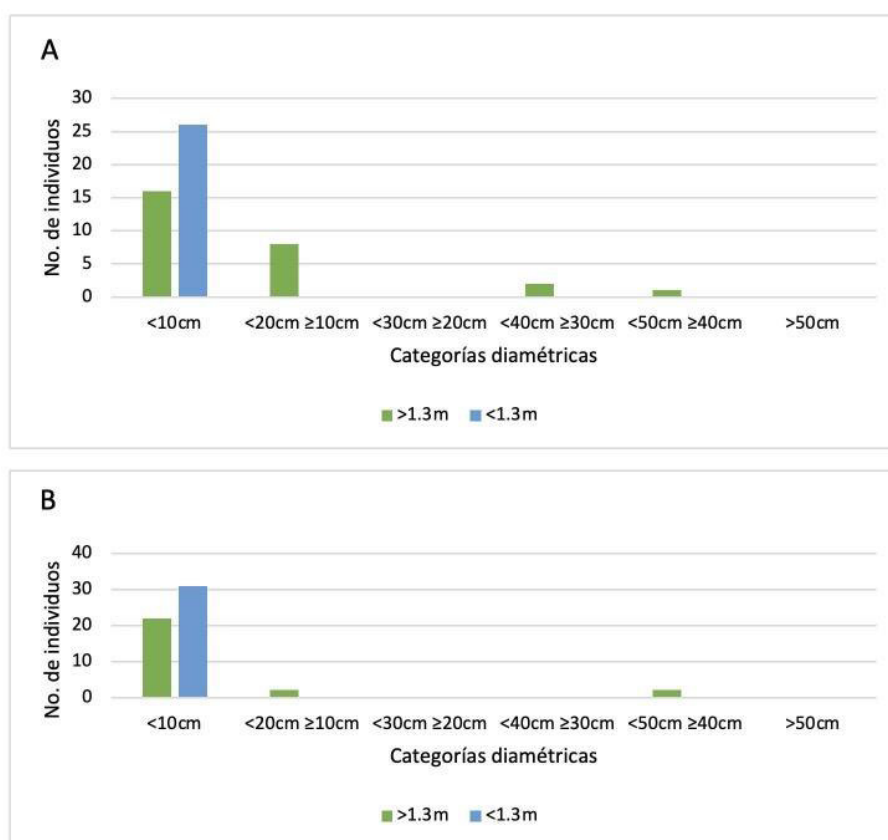 A
30
25
20
15
10
5
0
No. de individuos
<10cm <20cm ≥10cm <30cm ≥20cm <40cm ≥30cm <50cm ≥40cm >50cm
Categorías diamétricas
>1.3m <1.3m
B
40
30
20
10
0
No. de individuos
<10cm <20cm ≥10cm <30cm ≥20cm <40cm ≥30cm <50cm ≥40cm >50cm
Categorías diamétricas
>1.3m <1.3m